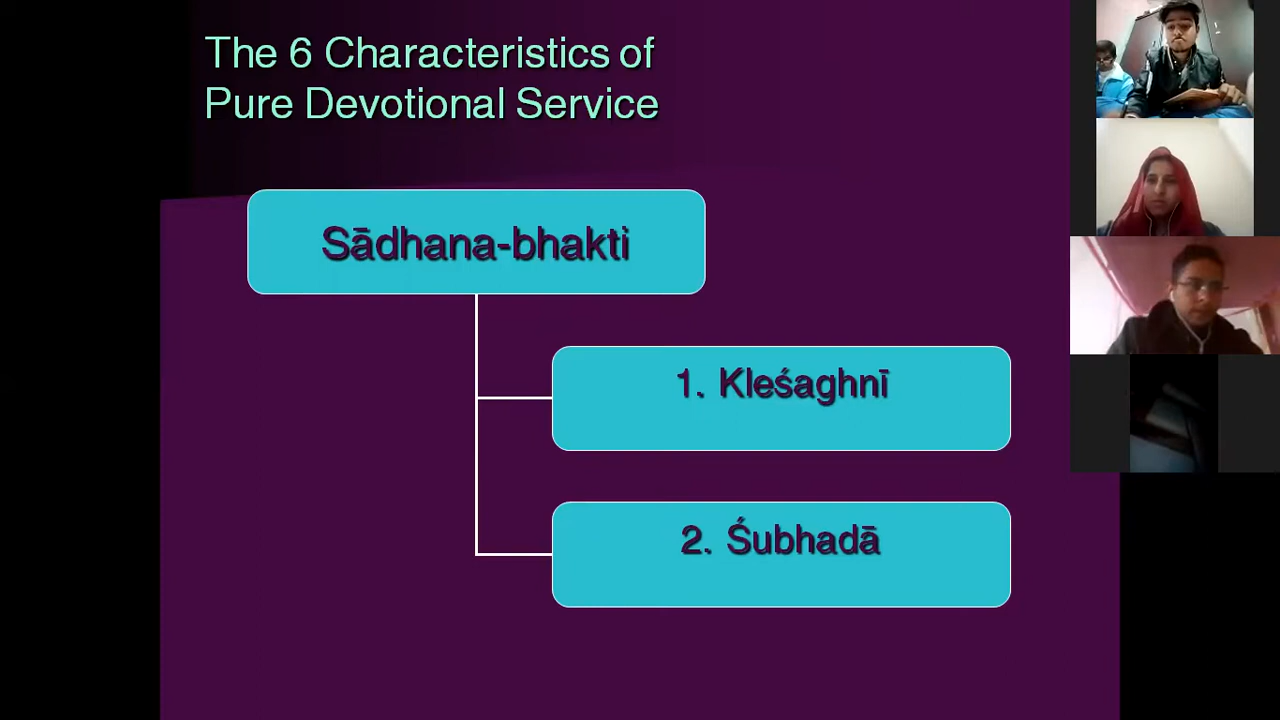 The 6 Characteristics of
Pure Devotional Service
Sādhana-bhakti
1. Kleśaghnī
2. Śubhadā